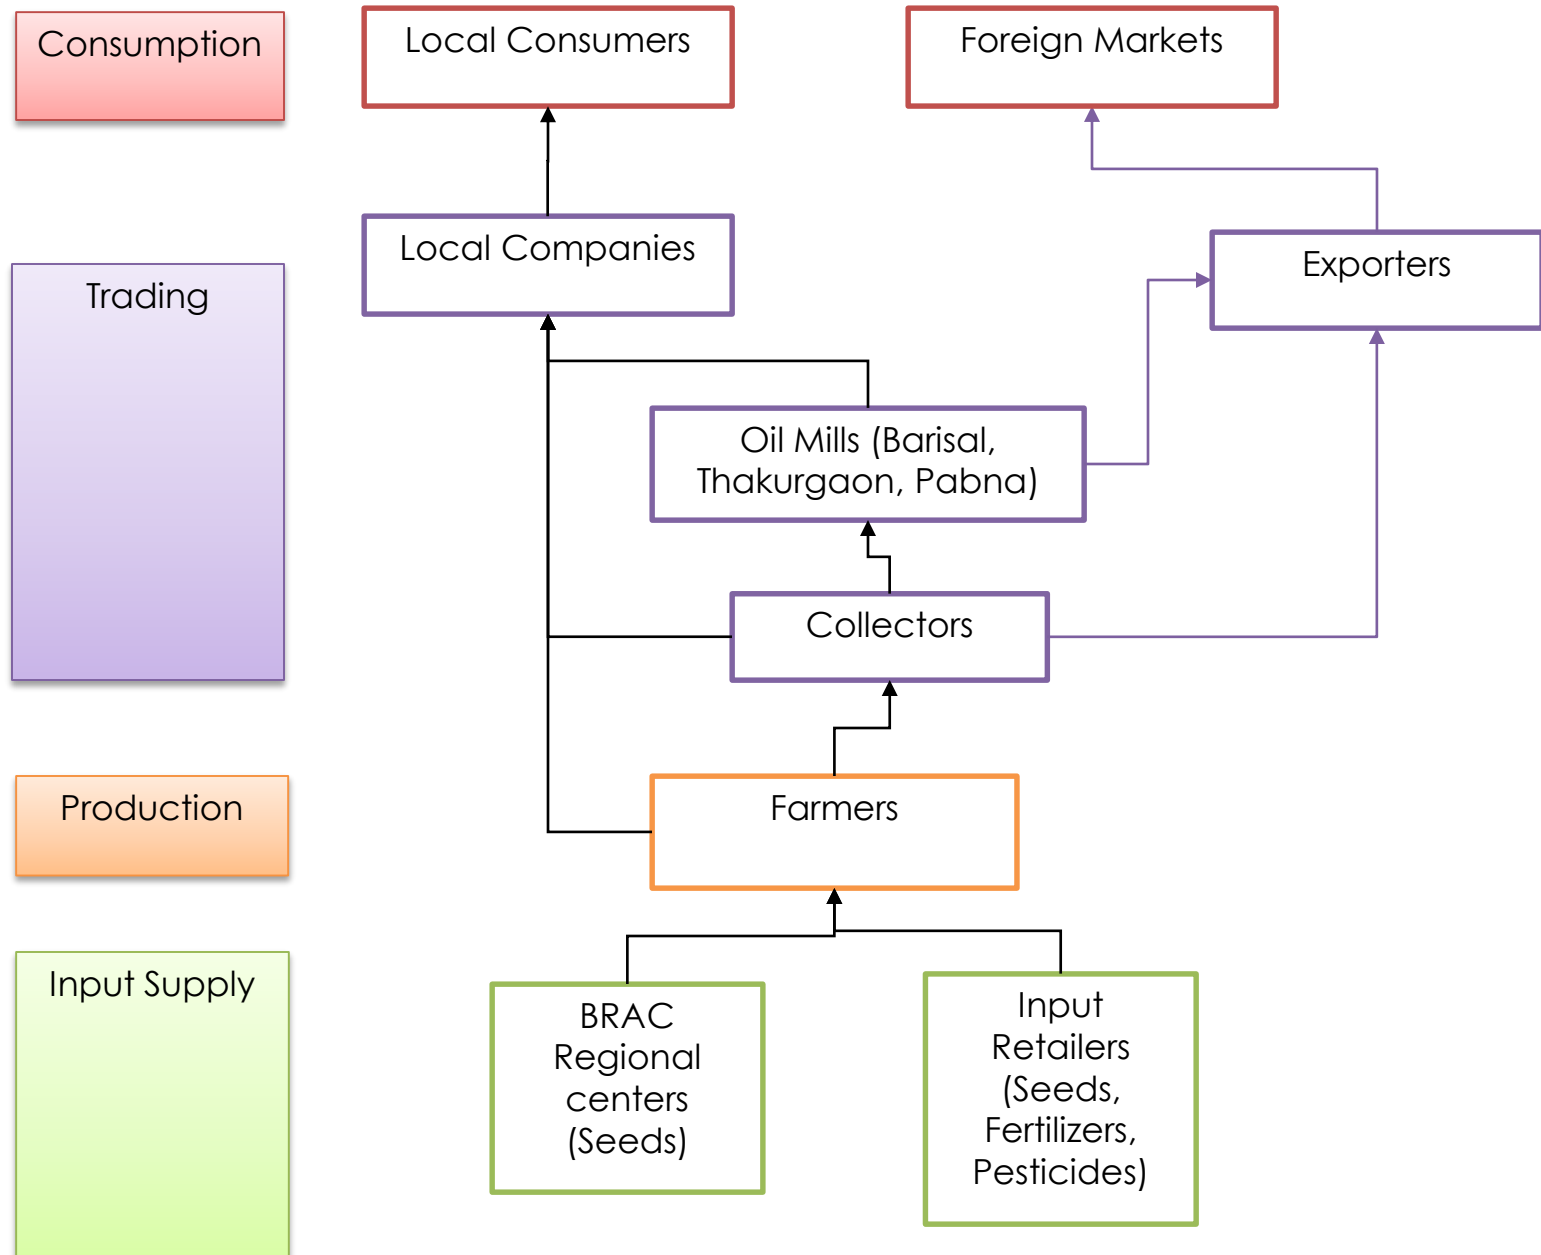 Consumption
Local Consumers
Foreign Markets
Local Companies
Exporters
Trading
Oil Mills (Barisal,
Thakurgaon, Pabna)
Collectors
Production
Farmers
Input Supply
BRAC
Regional
centers
(Seeds)
Input
Retailers
(Seeds,
Fertilizers,
Pesticides)